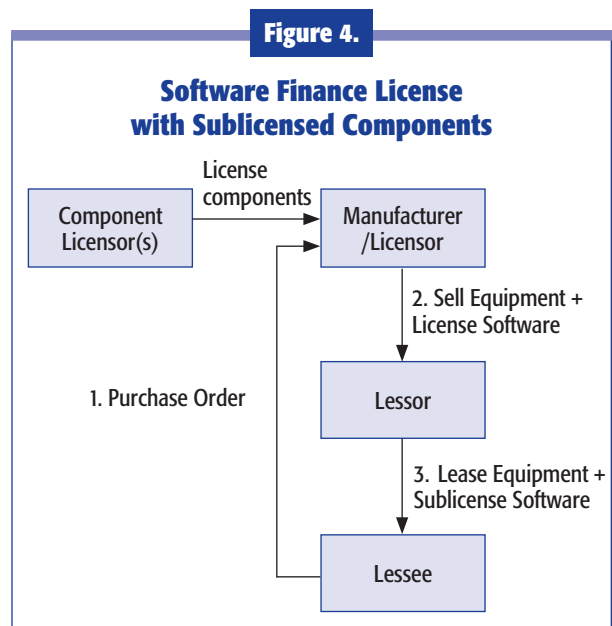 Figure 4.
Software Finance License
with Sublicensed Components
License
components
Component
Licensor(s)
Manufacturer
/Licensor
2. Sell Equipment +
License Software
1. Purchase Order
Lessor
3. Lease Equipment +
Sublicense Software
Lessee